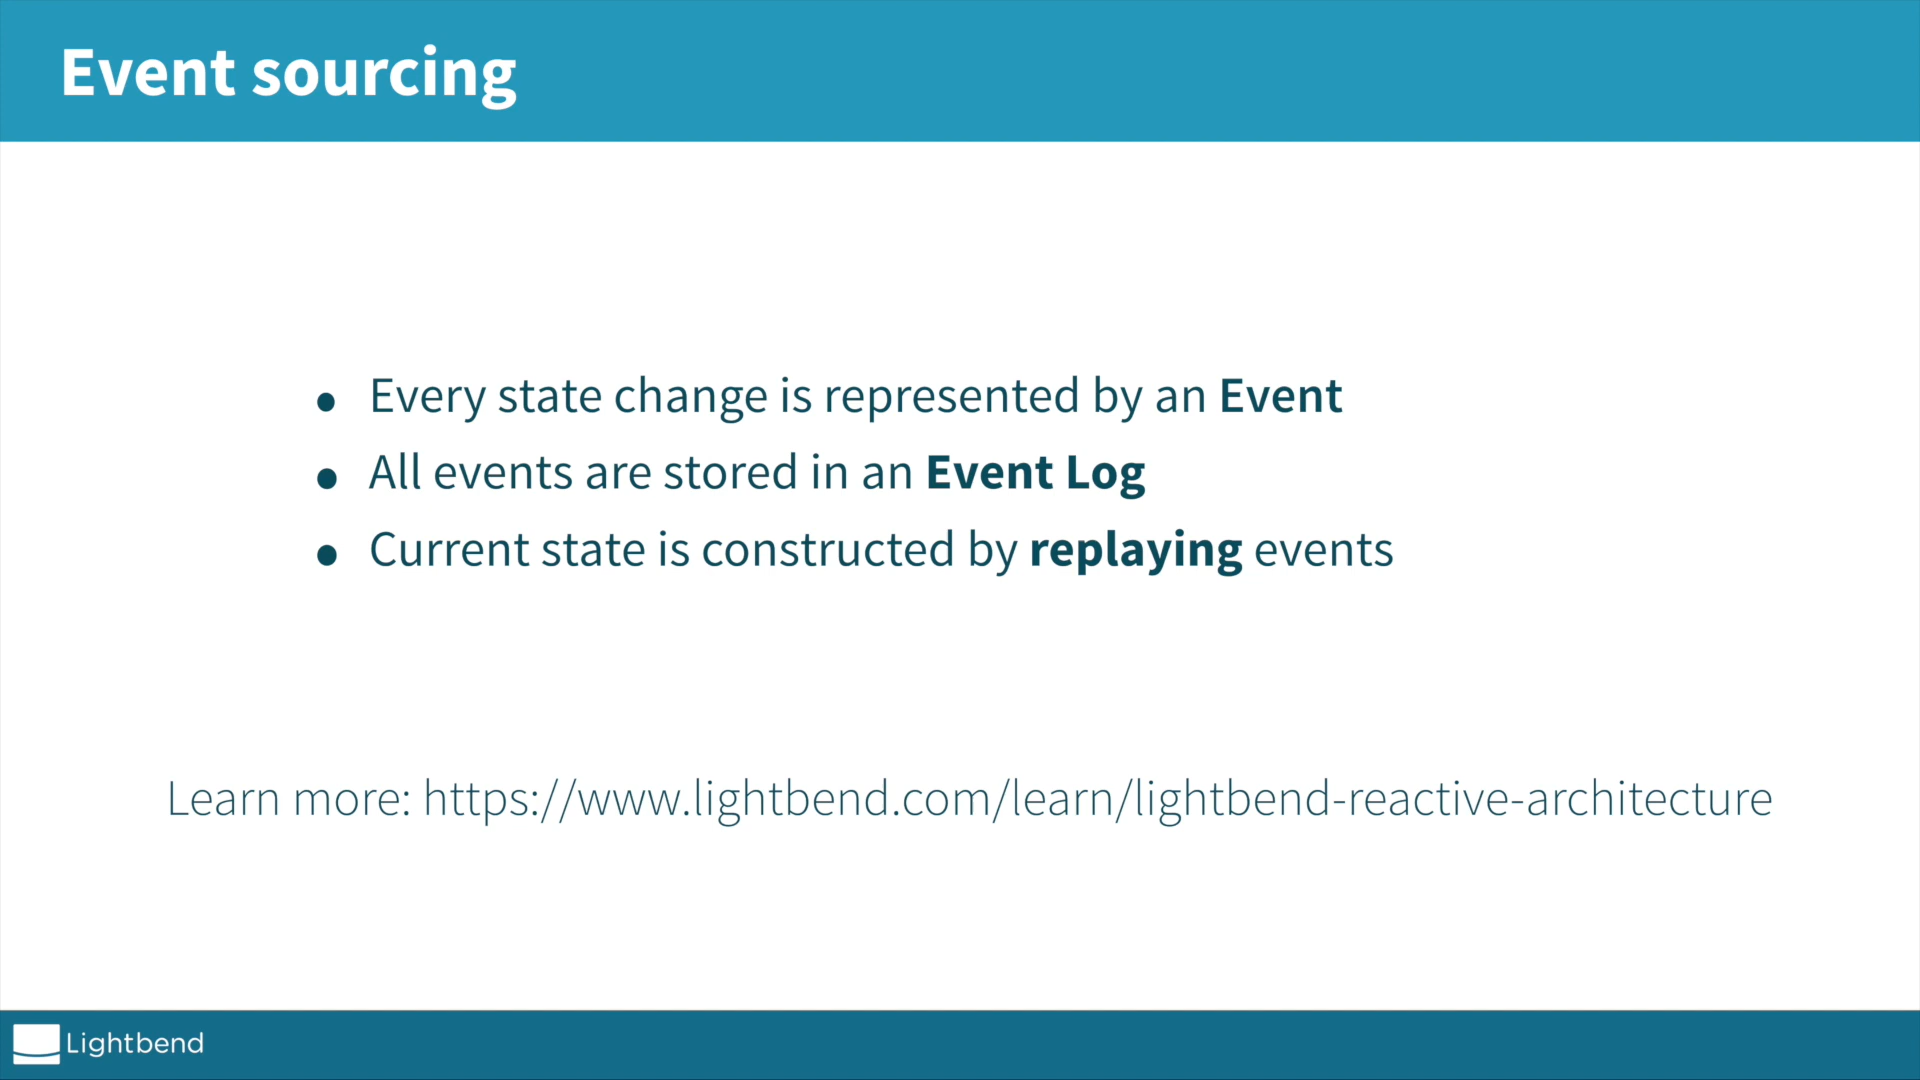 Event sourcing
• Every state change is represented by an Event
• All events are stored in an Event Log
• Current state is constructed by replaying events
Learn more: https://www.lightbend.com/learn/lightbend-reactive-architecture
Lightbend